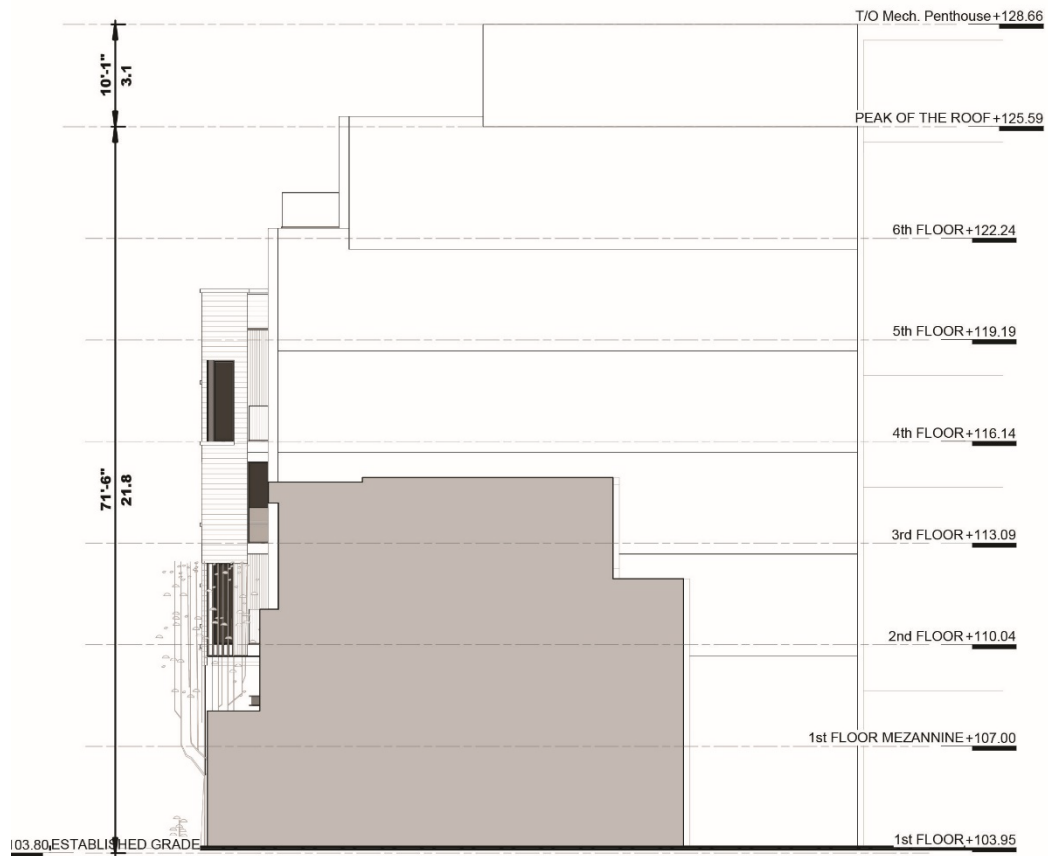 T/O Mech. Penthouse +128.66
10'-1"
3.1
PEAK OF THE ROOF +125.59
6th FLOOR +122.24
5th FLOOR +119.19
4th FLOOR +116.14
71'-6"
21.8
3rd FLOOR +113.09
2nd FLOOR +110.04
1st FLOOR MEZANNINE +107.00
103.80 ESTABLISHED GRADE
1st FLOOR +103.95